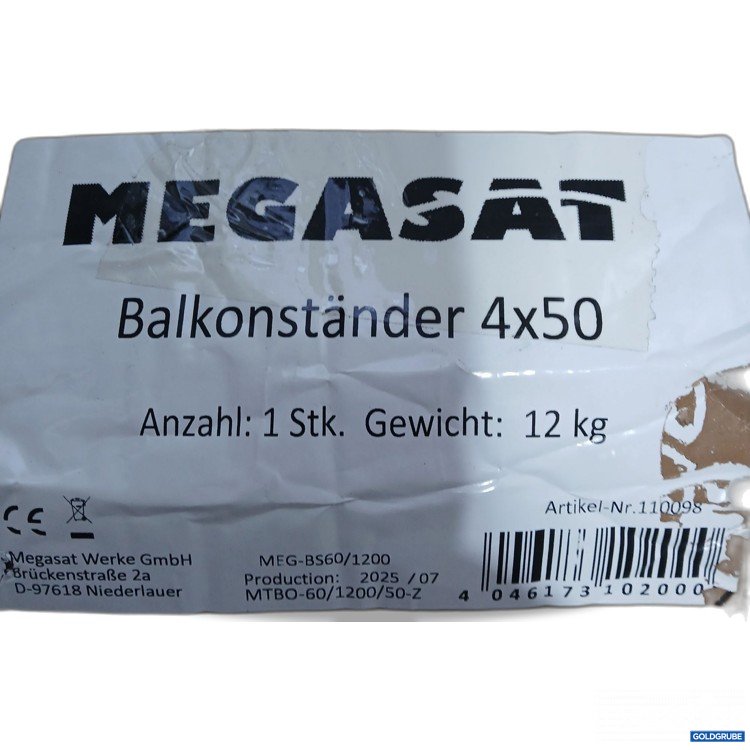 MEGASAT
Balkonständer 4x50
Anzahl: 1 Stk. Gewicht: 12 kg
Artikel-Nr.110098
CE
Megasat Werke GmbH
Brückenstraße 2a
D-97618 Niederlauer
MEG-BS60/1200
Production: 2025 / 07
MTBO-60/1200/50-Z
4 046173 102000
GOLDGRUBE